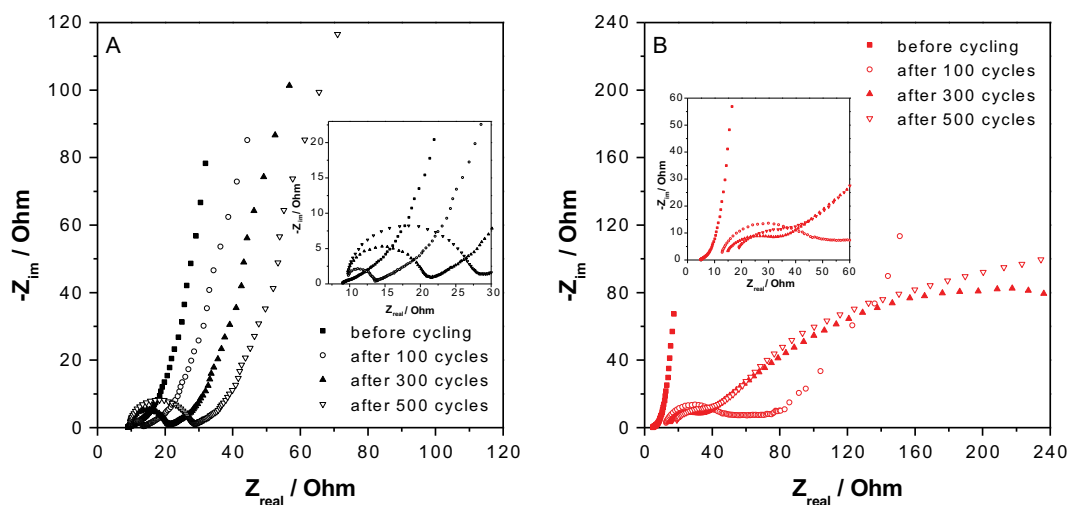 A
120
100
80
60
40
20
0
-Z_im / Ohm
0 20 40 60 80 100 120
Z_real / Ohm
before cycling
after 100 cycles
after 300 cycles
after 500 cycles
20
15
10
5
0
-Z_im / Ohm
10 15 20 25 30
Z_real / Ohm
B
240
200
160
120
80
40
0
-Z_im / Ohm
0 40 80 120 160 200 240
Z_real / Ohm
before cycling
after 100 cycles
after 300 cycles
after 500 cycles
60
50
40
30
20
10
0
-Z_im / Ohm
0 10 20 30 40 50 60
Z_real / Ohm